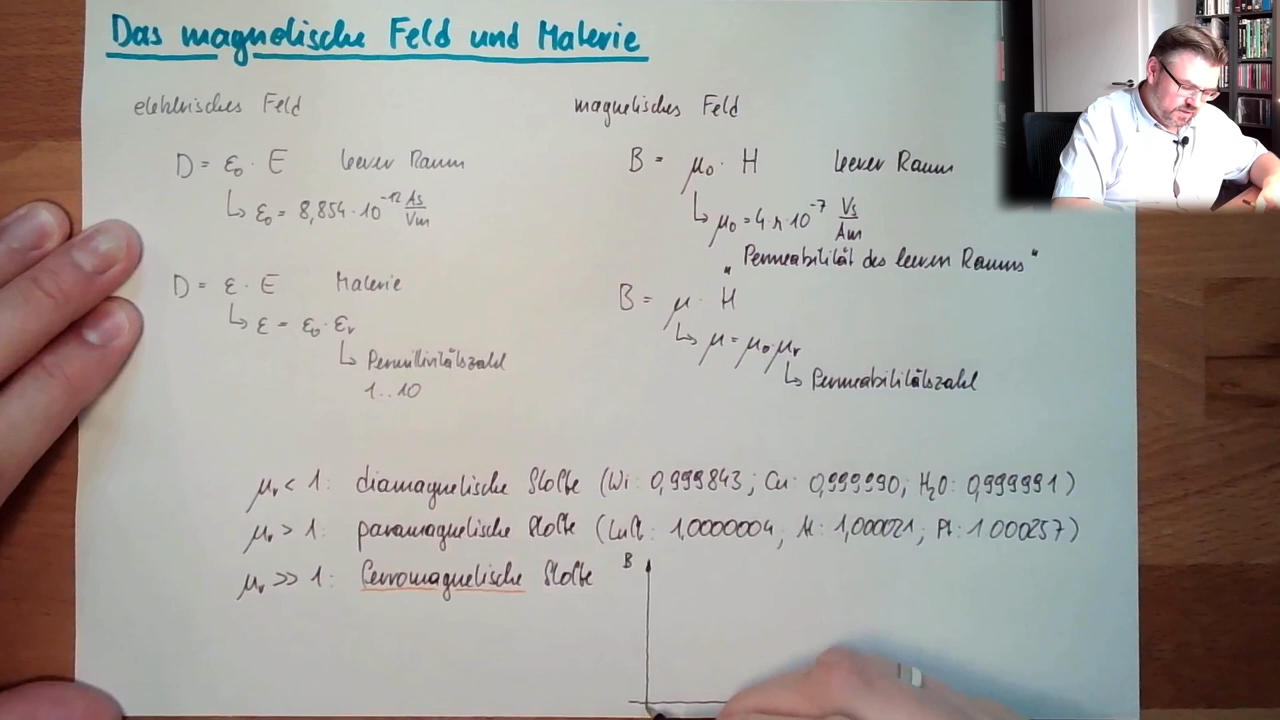 Das magnetische Feld und Materie
elektrisches Feld
D = ε₀ · E leerer Raum
↳ ε₀ = 8,854 · 10⁻¹² As/Vm
D = ε · E Materie
↳ ε = ε₀ · εᵣ
↳ Permittivitätszahl
1..10
magnetisches Feld
B = μ₀ · H leerer Raum
↳ μ₀ = 4π · 10⁻⁷ Vs/Am
"Permeabilität des leeren Raums"
B = μ · H
↳ μ = μ₀ · μᵣ
↳ Permeabilitätszahl
μᵣ < 1: diamagnetische Stoffe (Wi: 0,999843; Cu: 0,999990; H₂O: 0,999991)
μᵣ > 1: paramagnetische Stoffe (Luft: 1,0000004, Al: 1,000021; Pt: 1.000257)
μᵣ >> 1: ferromagnetische Stoffe
B